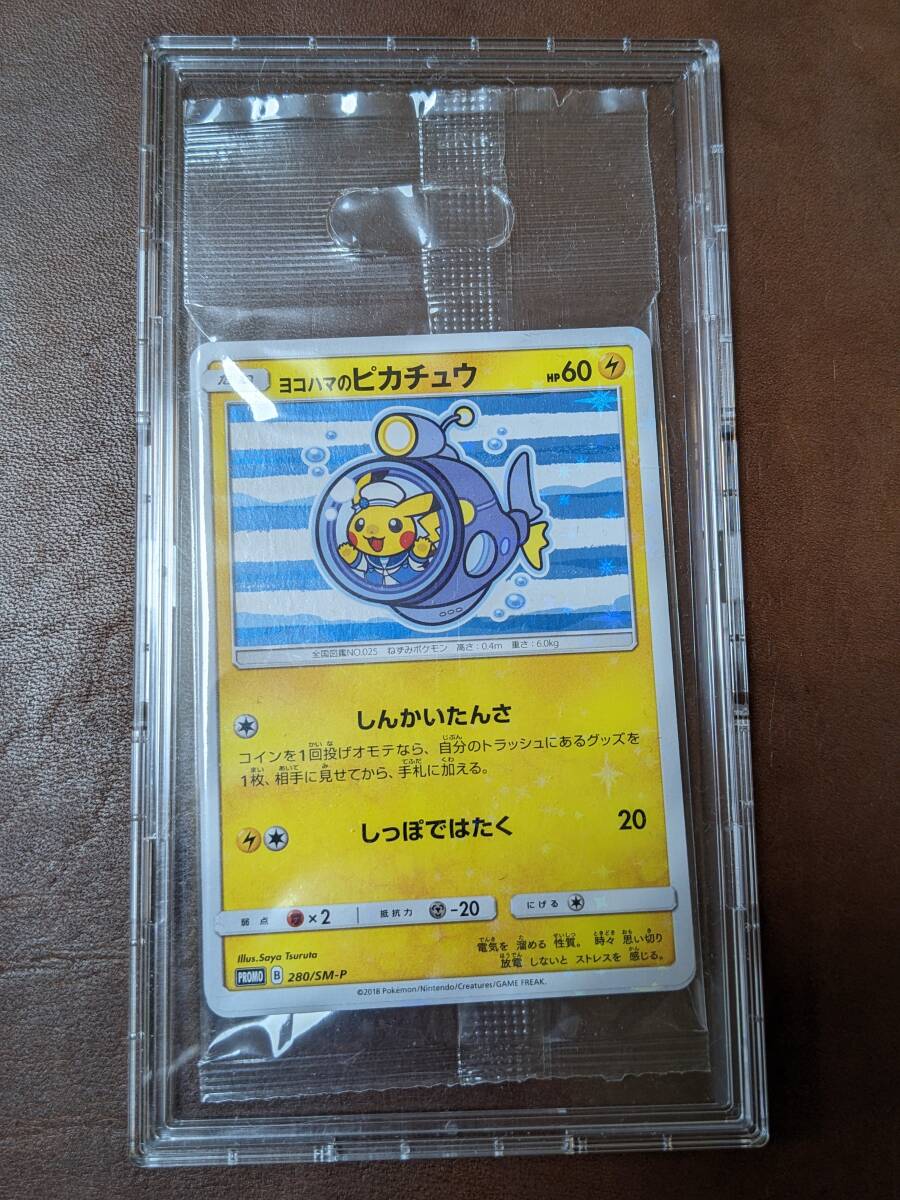 たね
ヨコハマのピカチュウ HP60
全国図鑑NO.025 ねずみポケモン 高さ:0.4m 重さ:6.0kg
しんかいたんさ
コインを1回投げオモテなら、自分のトラッシュにあるグッズを
1枚、相手に見せてから、手札に加える。
しっぽではたく 20
弱点 ×2 抵抗力 -20 にげる
電気を 溜める 性質。 時々 思い切り
放電 しないと ストレスを 感じる。
Illus.Saya Tsuruta
PROMO B 280/SM-P
©2018 Pokémon/Nintendo/Creatures/GAME FREAK.